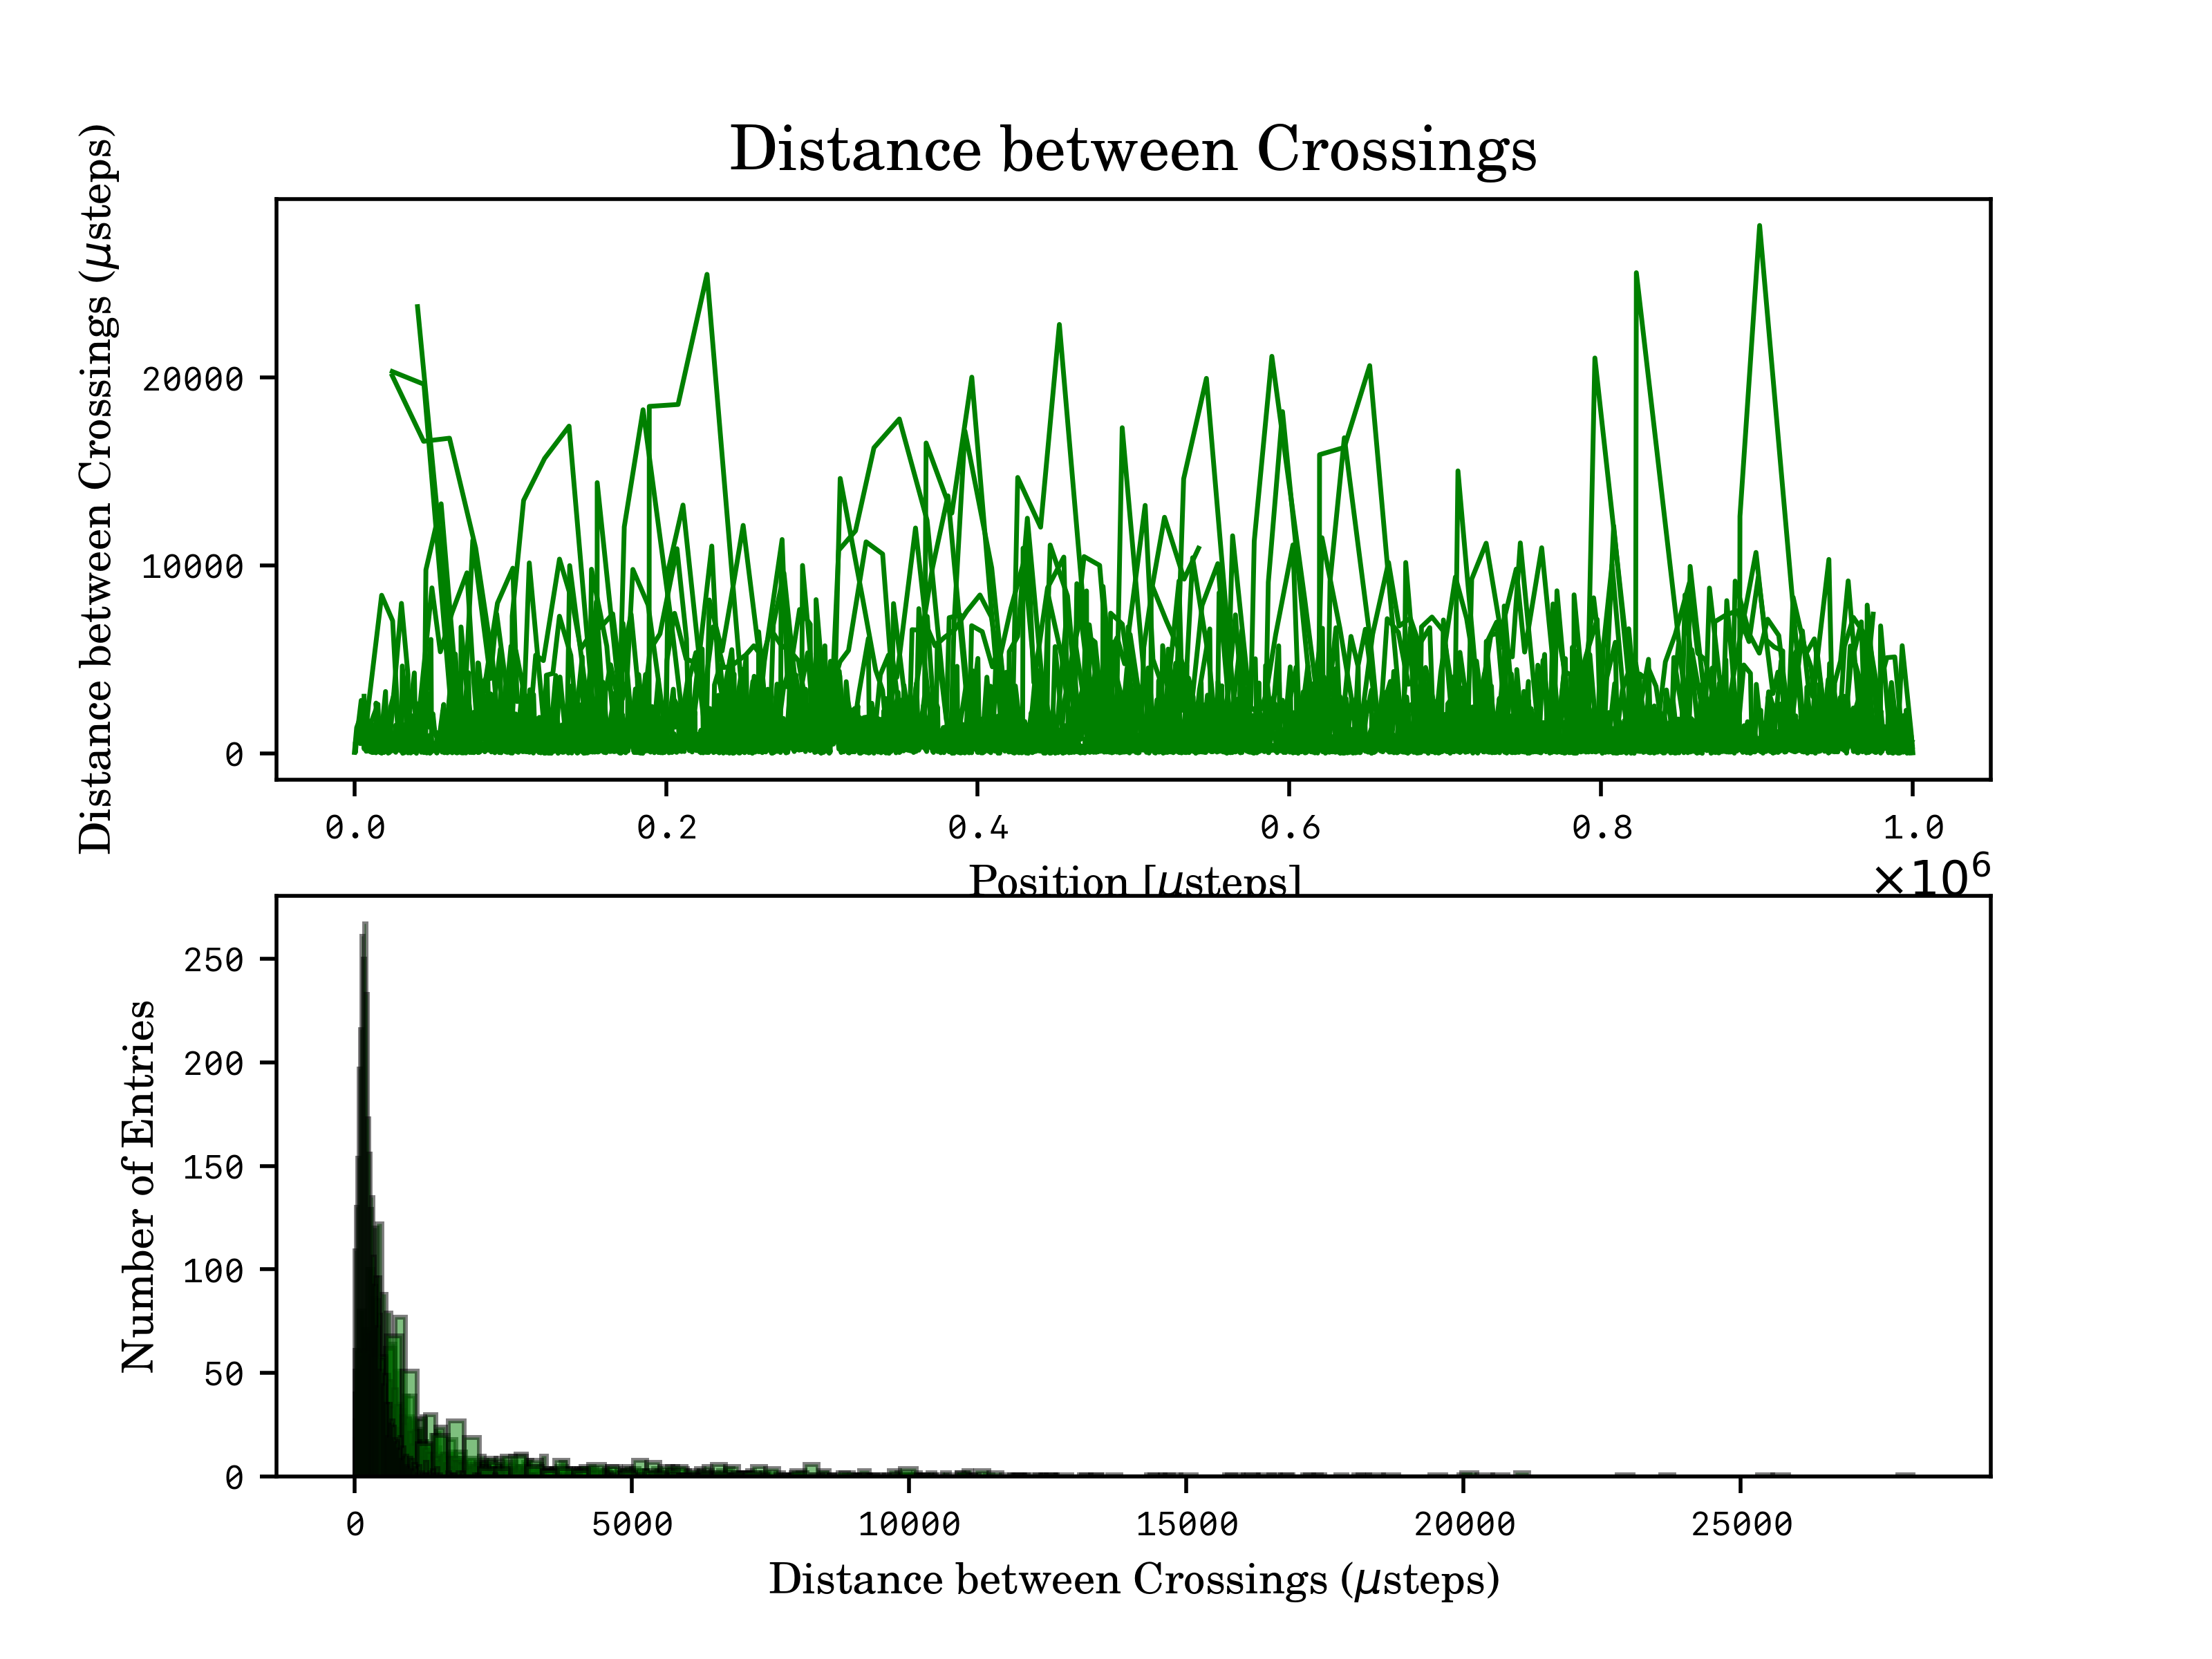 Distance between Crossings
Distance between Crossings (μsteps)
20000
10000
0
0.0 0.2 0.4 0.6 0.8 1.0
Position [μsteps]
×10⁶
Number of Entries
250
200
150
100
50
0
0 5000 10000 15000 20000 25000
Distance between Crossings (μsteps)